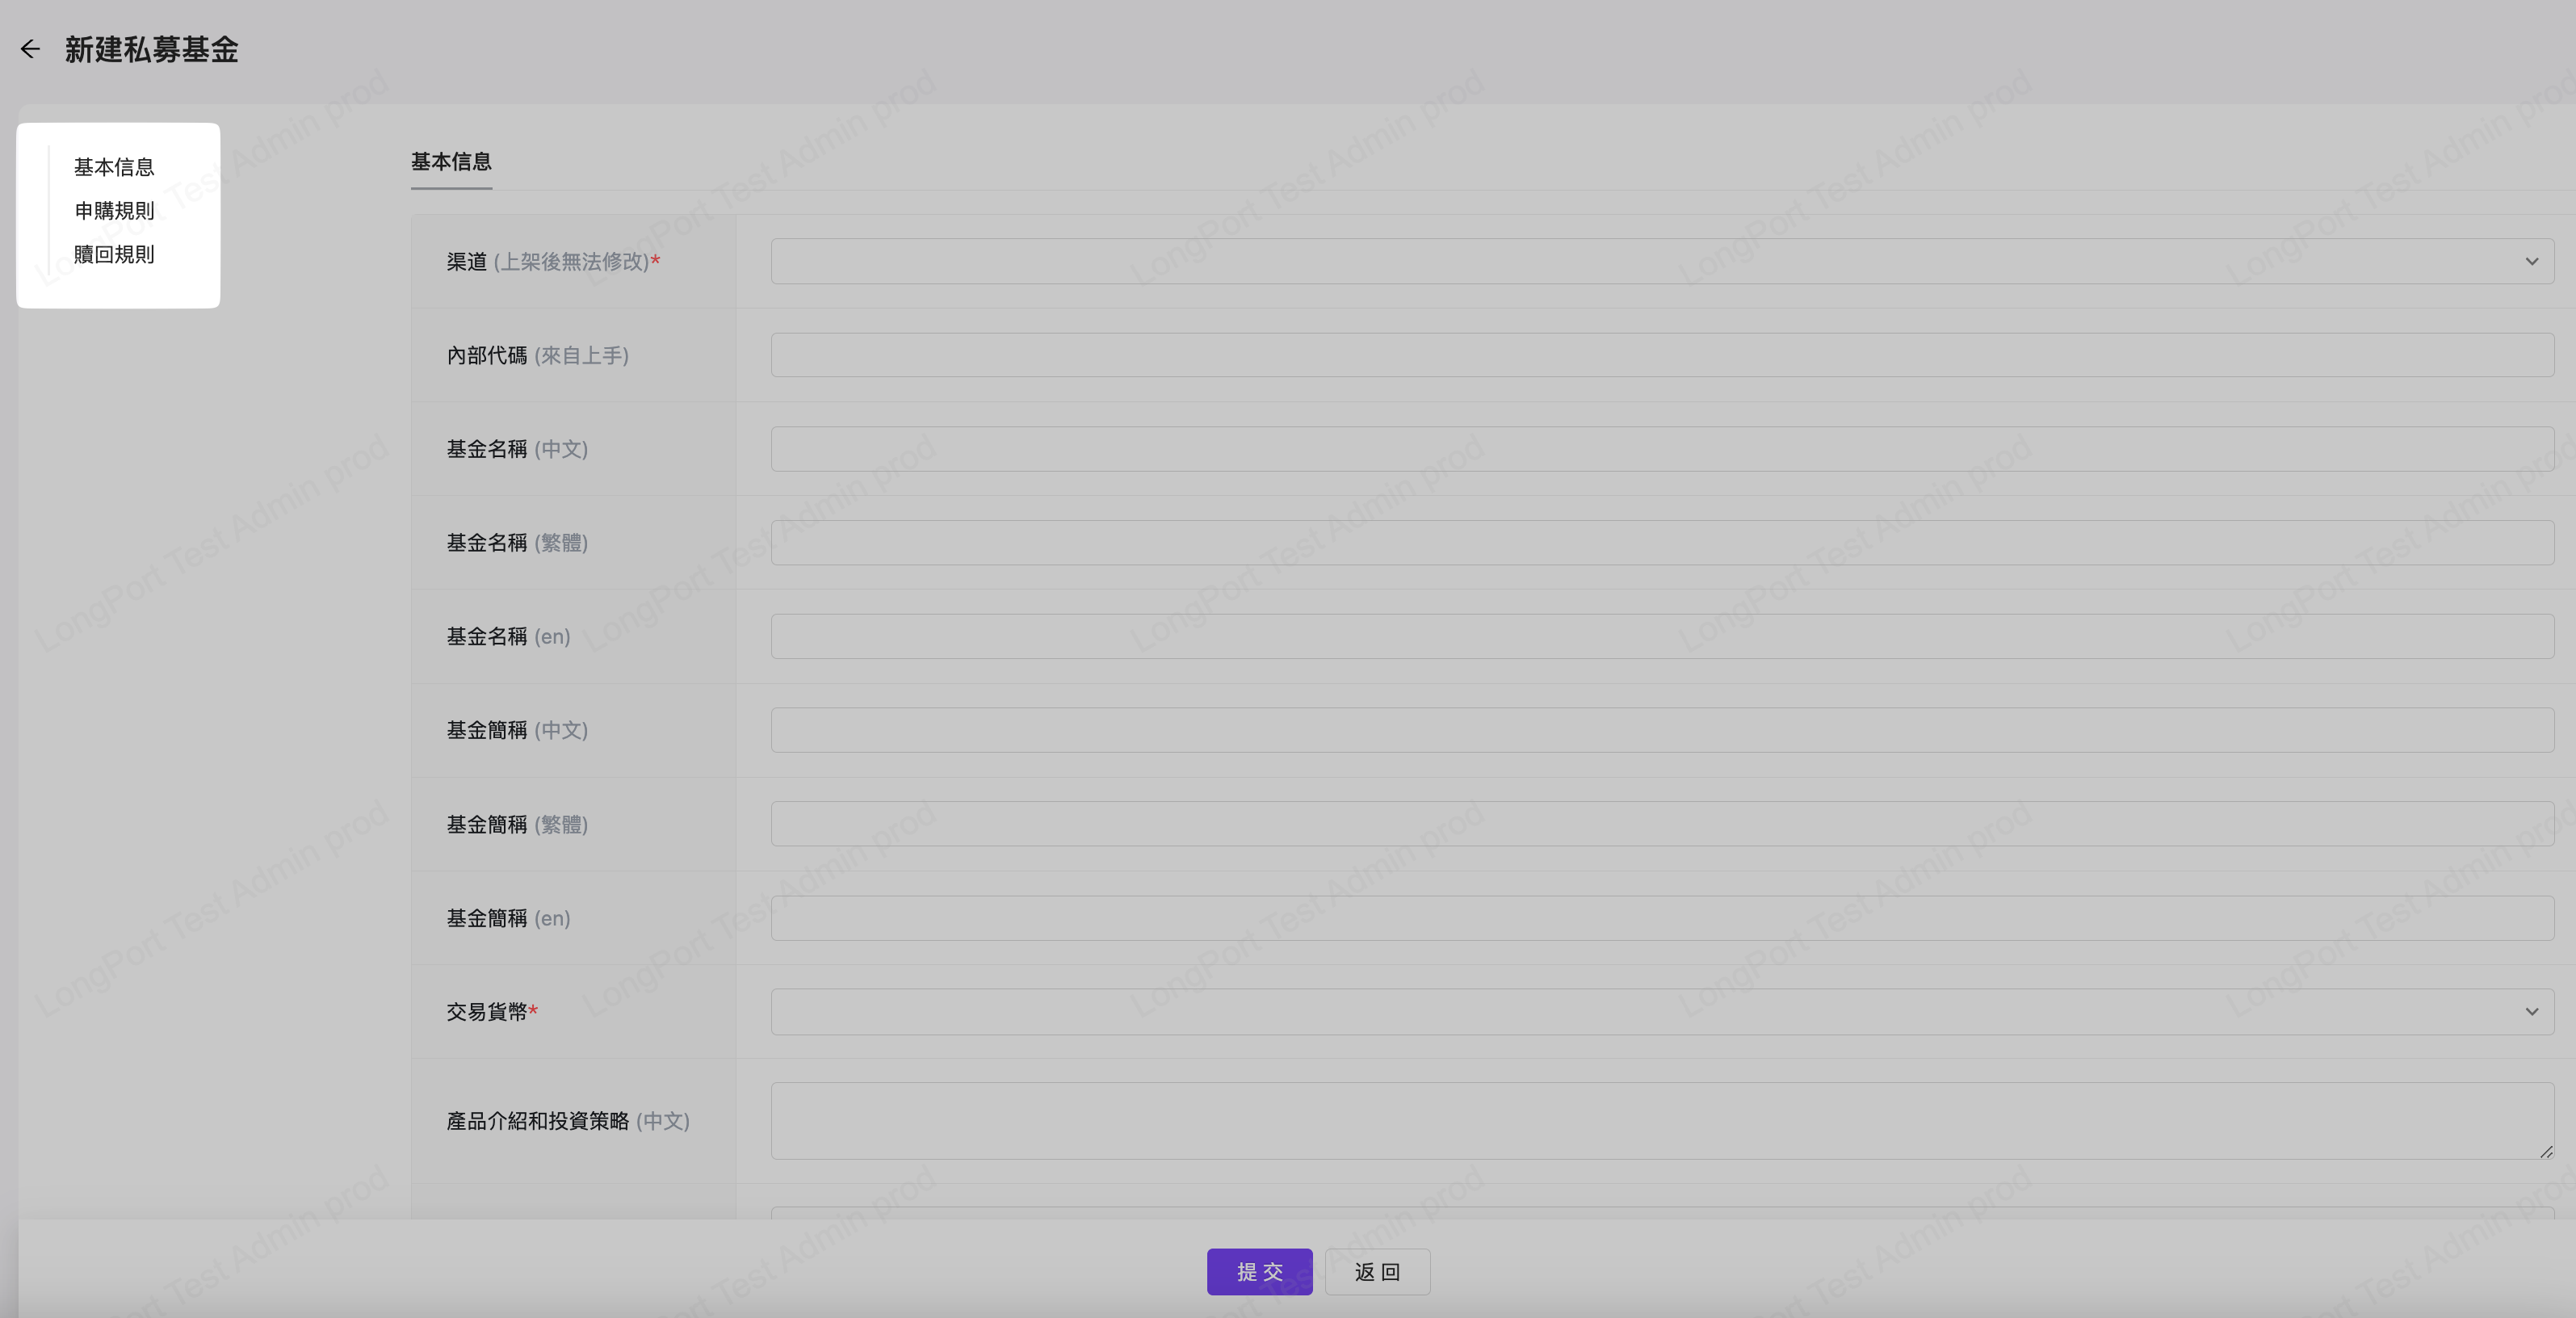 新建私募基金
基本信息
申購規則
贖回規則
基本信息
渠道 (上架後無法修改)*
內部代碼 (來自上手)
基金名稱 (中文)
基金名稱 (繁體)
基金名稱 (en)
基金簡稱 (中文)
基金簡稱 (繁體)
基金簡稱 (en)
交易貨幣*
產品介紹和投資策略 (中文)
提交 返回
LongPort Test Admin prod